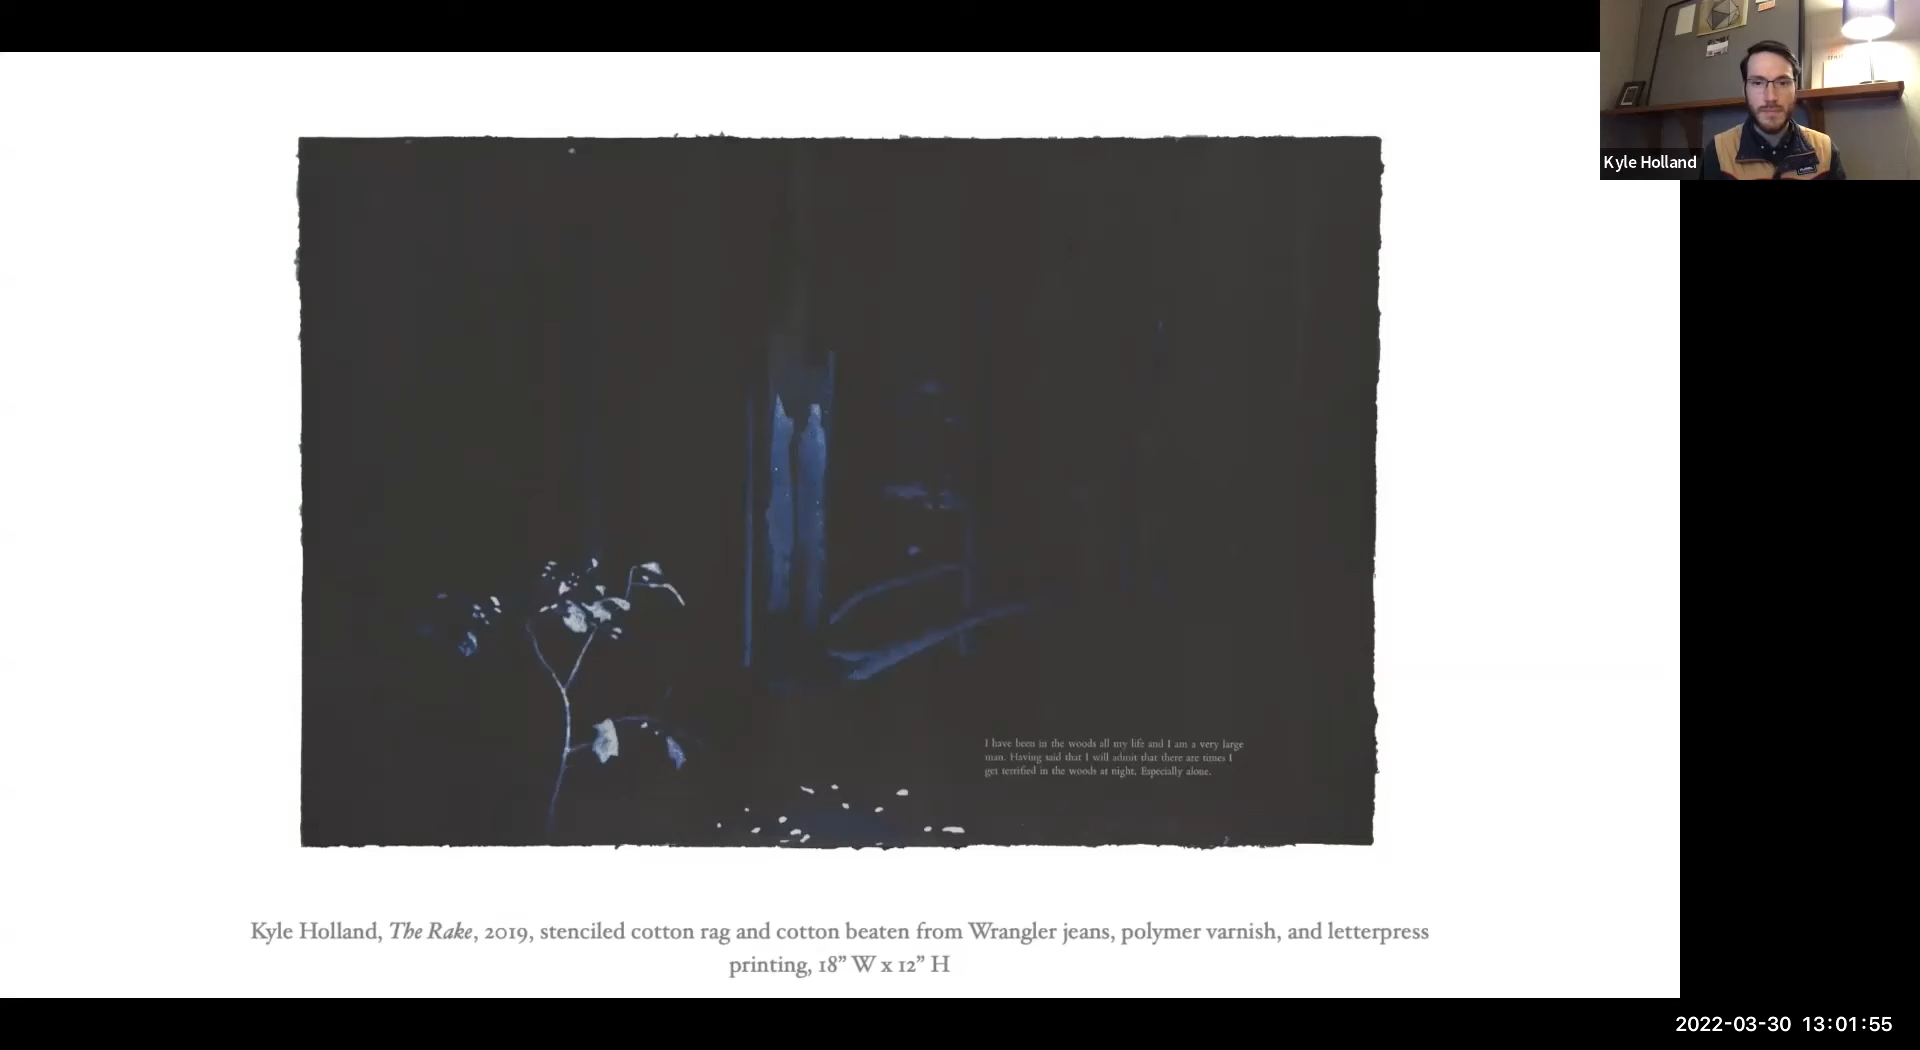 Kyle Holland
I have been in the woods all my life and I am a very large
man. Having said that I will admit that there are times I
get terrified in the woods at night. Especially alone.
Kyle Holland, The Rake, 2019, stenciled cotton rag and cotton beaten from Wrangler jeans, polymer varnish, and letterpress
printing, 18” W x 12” H
2022-03-30 13:01:55